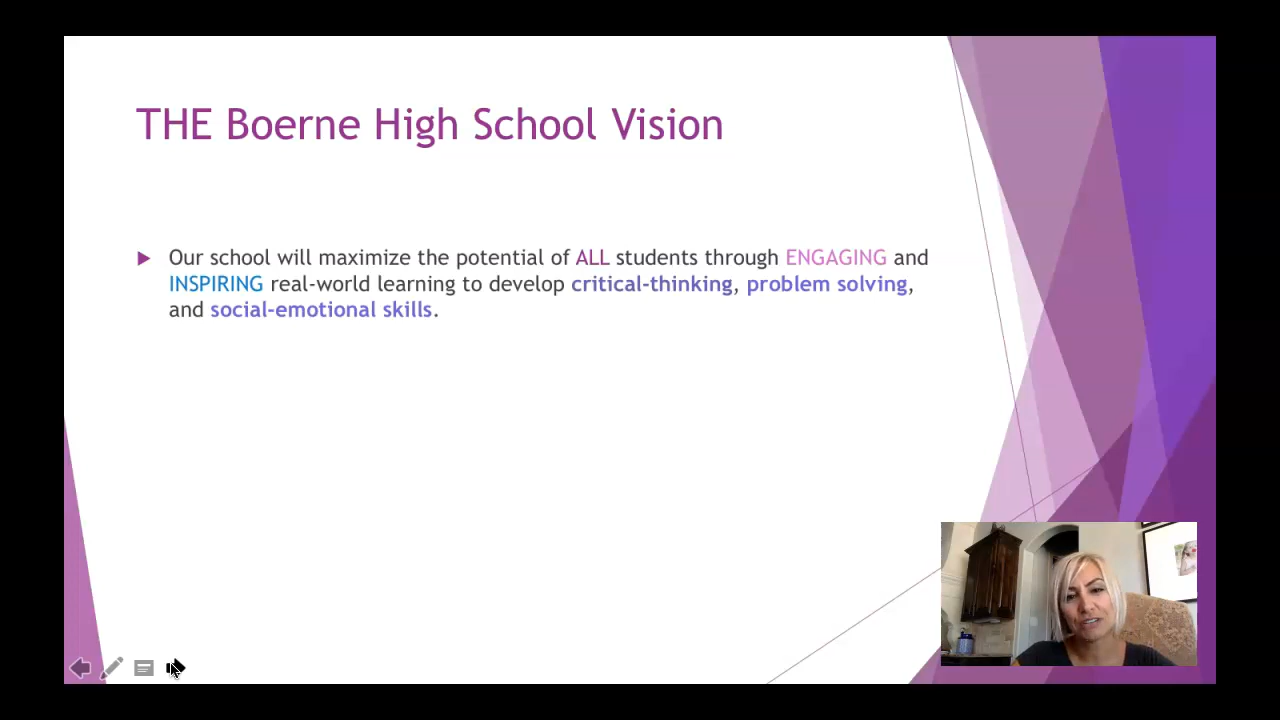 THE Boerne High School Vision
Our school will maximize the potential of ALL students through ENGAGING and
INSPIRING real-world learning to develop critical-thinking, problem solving,
and social-emotional skills.